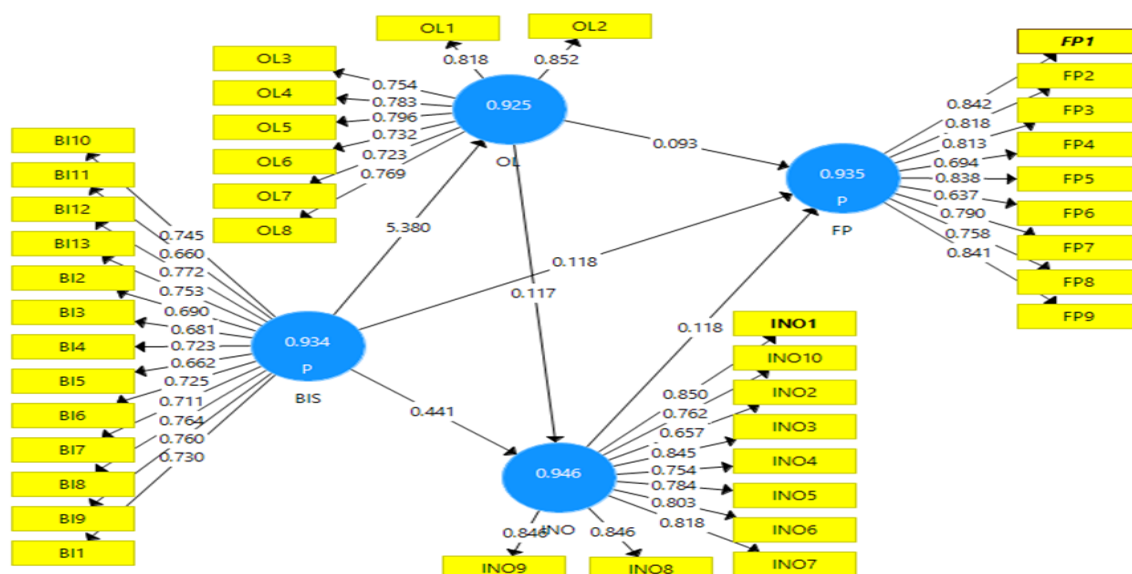 OL1
OL2
0.818
0.852
OL3
OL4
OL5
OL6
OL7
OL8
0.754
0.783
0.796
0.732
0.723
0.769
0.925
OL
BI10
BI11
BI12
BI13
BI2
BI3
BI4
BI5
BI6
BI7
BI8
BI9
BI1
0.745
0.660
0.772
0.753
0.690
0.681
0.723
0.662
0.725
0.711
0.764
0.760
0.730
0.934
P
BIS
5.380
0.093
0.118
0.117
0.441
0.118
0.935
P
FP
0.842
0.818
0.813
0.694
0.838
0.637
0.790
0.758
0.841
FP1
FP2
FP3
FP4
FP5
FP6
FP7
FP8
FP9
0.946
INO
0.850
0.762
0.657
0.845
0.754
0.784
0.803
0.818
INO1
INO10
INO2
INO3
INO4
INO5
INO6
INO7
0.846
0.846
INO9
INO8